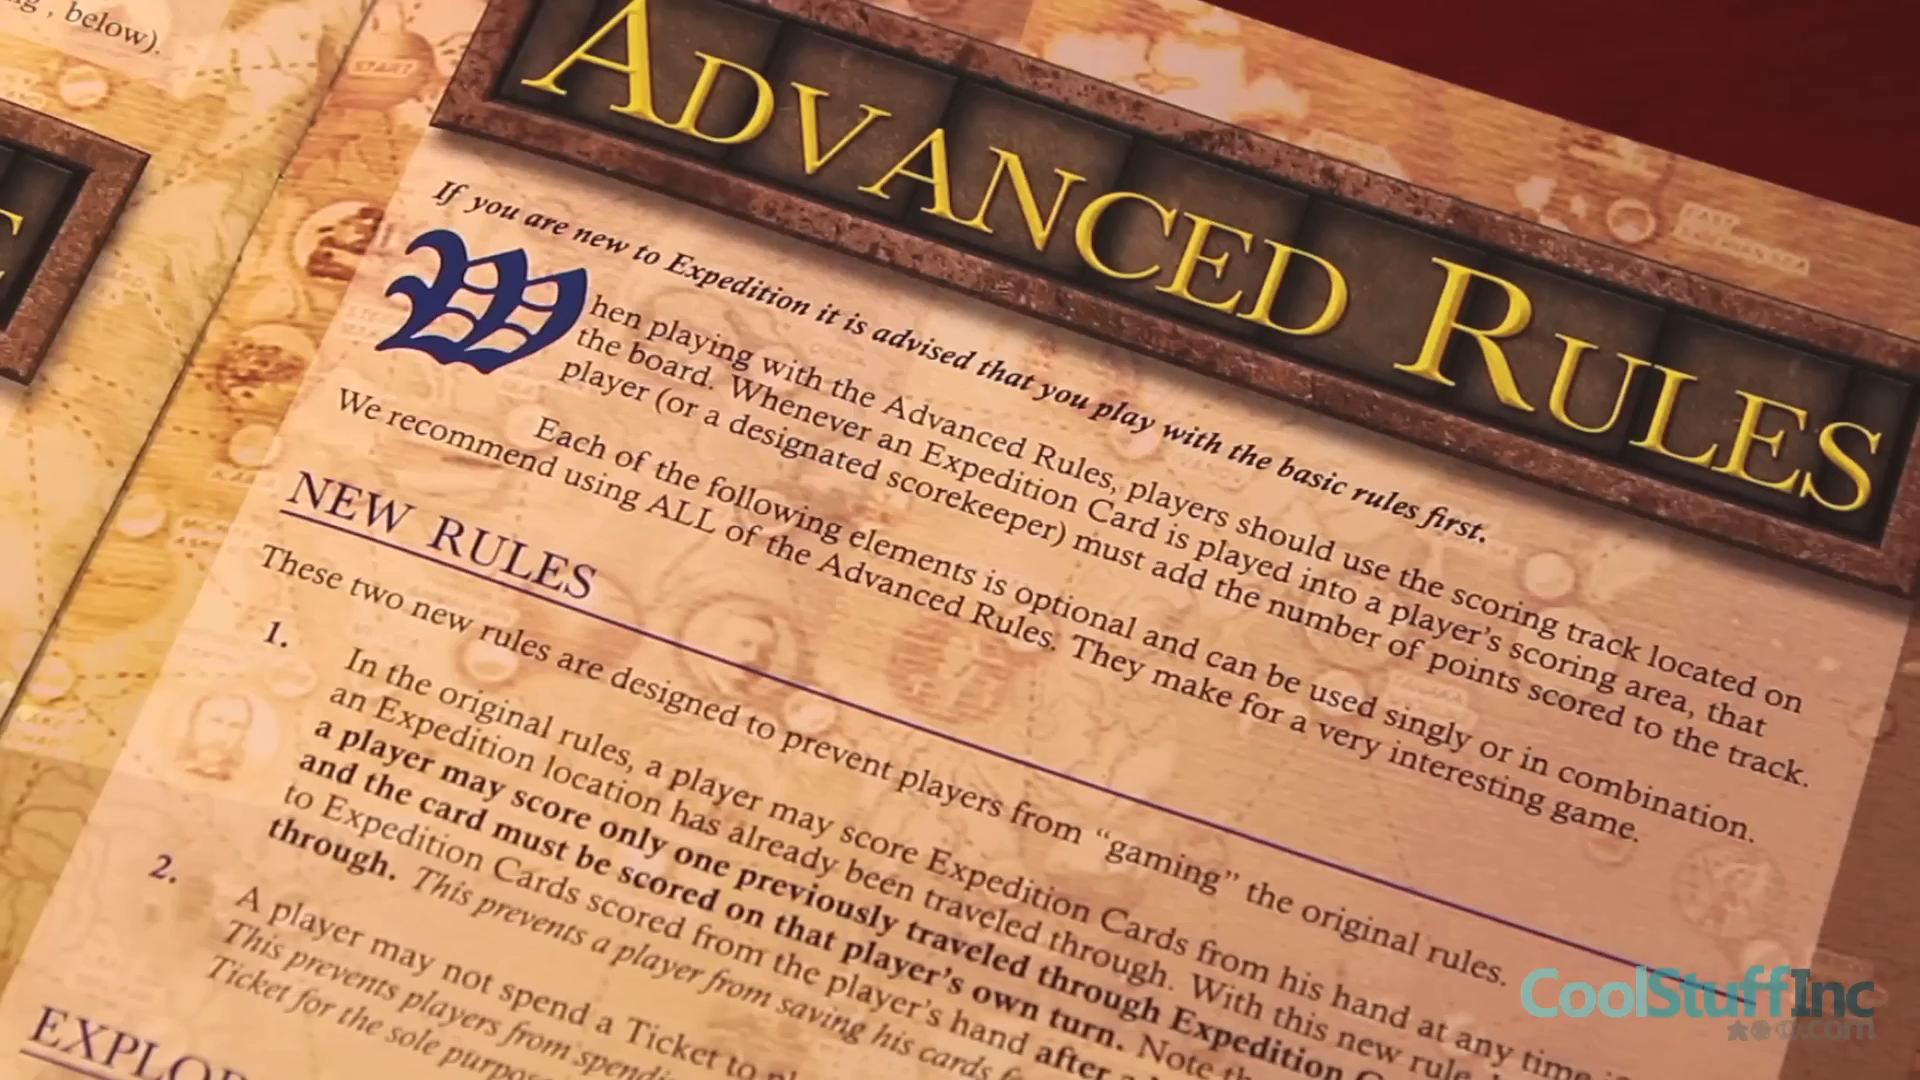 below).
ADVANCED RULES
If you are new to Expedition it is advised that you play with the basic rules first.
When playing with the Advanced Rules, players should use the scoring track located on
the board. Whenever an Expedition Card is played into a player's scoring area, that
player (or a designated scorekeeper) must add the number of points scored to the track.
Each of the following elements is optional and can be used singly or in combination.
We recommend using ALL of the Advanced Rules. They make for a very interesting game.
NEW RULES
These two new rules are designed to prevent players from “gaming” the original rules.
1. In the original rules, a player may score Expedition Cards from his hand at any time
an Expedition location has already been traveled through. With this new rule
a player may score only one previously traveled through Expedition
and the card must be scored on that player's own turn. Note
to Expedition Cards scored from the player's hand after
through. This prevents a player from saving his cards
2. A player may not spend a Ticket to
This prevents players from
Ticket for the sole
START
CoolStuffInc
.com